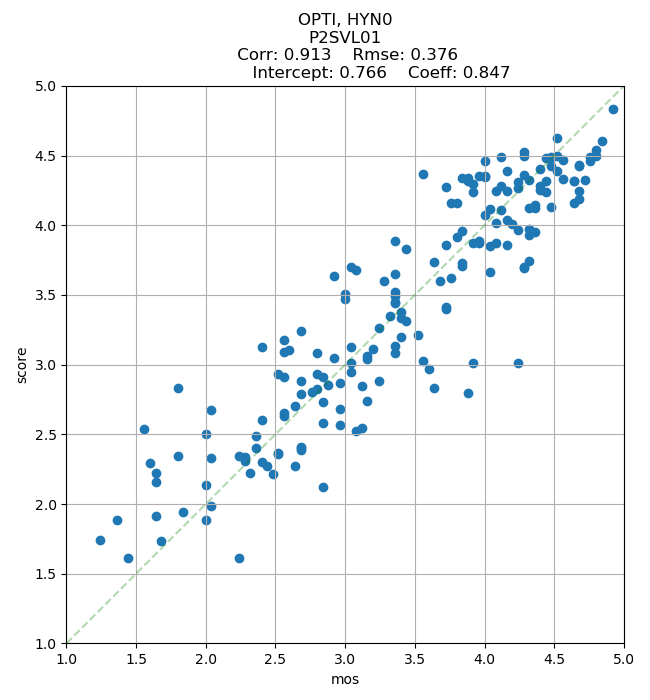 OPTI, HYN0
P2SVL01
Corr: 0.913    Rmse: 0.376
Intercept: 0.766    Coeff: 0.847
score
5.0
4.5
4.0
3.5
3.0
2.5
2.0
1.5
1.0
1.0 1.5 2.0 2.5 3.0 3.5 4.0 4.5 5.0
mos